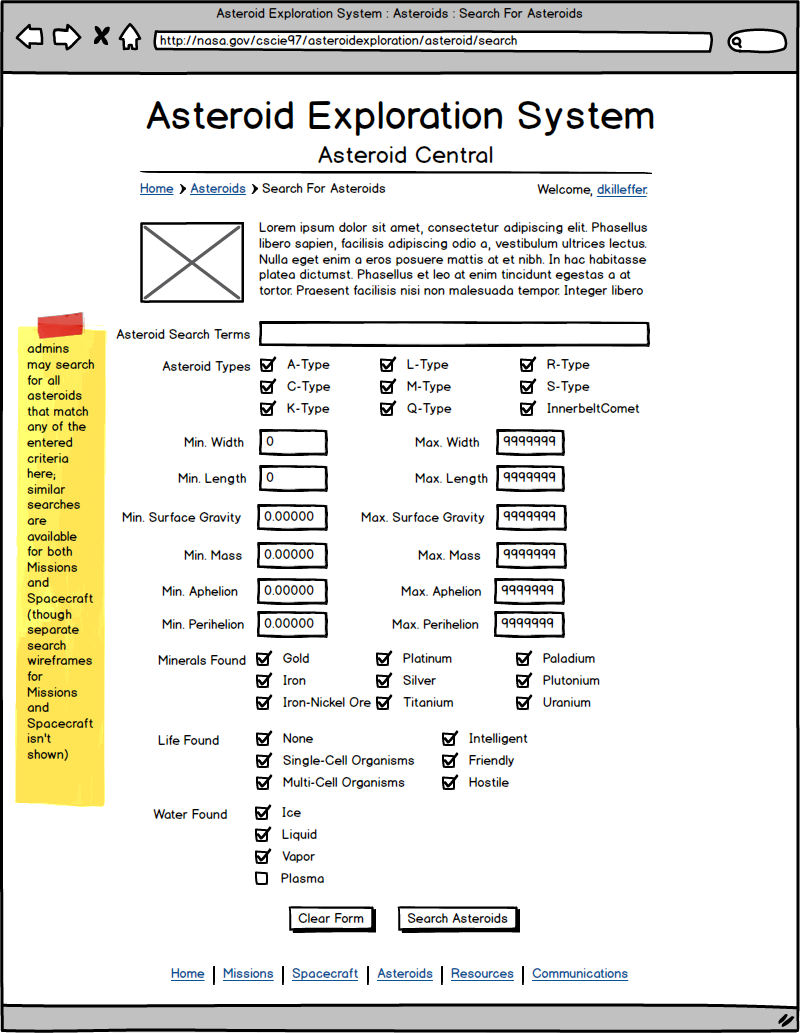 Asteroid Exploration System : Asteroids : Search For Asteroids
http://nasa.gov/cscie97/asteroidexploration/asteroid/search
Asteroid Exploration System
Asteroid Central
Home > Asteroids > Search For Asteroids
Welcome, dkilleffer.
Lorem ipsum dolor sit amet, consectetur adipiscing elit. Phasellus
libero sapien, facilisis adipiscing odio a, vestibulum ultrices lectus.
Nulla eget enim a eros posuere mattis at et nibh. In hac habitasse
platea dictumst. Phasellus et leo at enim tincidunt egestas a at
tortor. Praesent facilisis nisi non malesuada tempor. Integer libero
admins
may search
for all
asteroids
that match
any of the
entered
criteria
here;
similar
searches
are
available
for both
Missions
and
Spacecraft
(though
separate
search
wireframes
for
Missions
and
Spacecraft
isn't
shown)
Asteroid Search Terms
Asteroid Types A-Type L-Type R-Type
C-Type M-Type S-Type
K-Type Q-Type InnerbeltComet
Min. Width 0 Max. Width 9999999
Min. Length 0 Max. Length 9999999
Min. Surface Gravity 0.00000 Max. Surface Gravity 9999999
Min. Mass 0.00000 Max. Mass 9999999
Min. Aphelion 0.00000 Max. Aphelion 9999999
Min. Perihelion 0.00000 Max. Perihelion 9999999
Minerals Found Gold Platinum Paladium
Iron Silver Plutonium
Iron-Nickel Ore Titanium Uranium
Life Found None Intelligent
Single-Cell Organisms Friendly
Multi-Cell Organisms Hostile
Water Found Ice
Liquid
Vapor
Plasma
Clear Form Search Asteroids
Home | Missions | Spacecraft | Asteroids | Resources | Communications